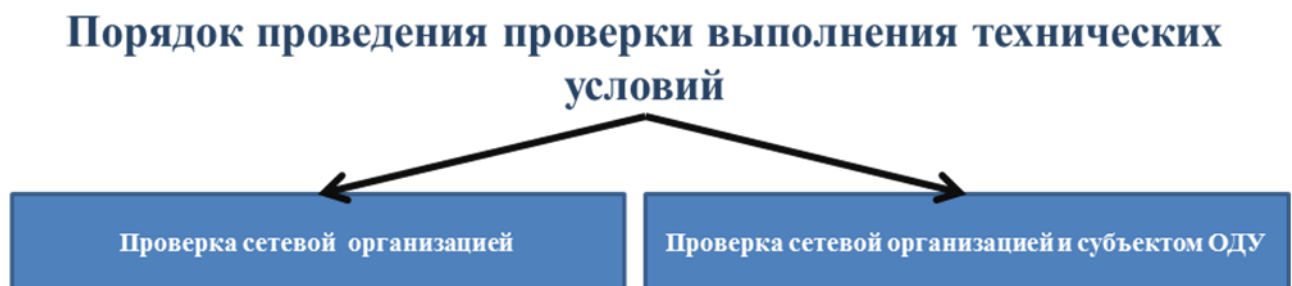 Порядок проведения проверки выполнения технических
условий
Проверка сетевой организацией
Проверка сетевой организацией и субъектом ОДУ